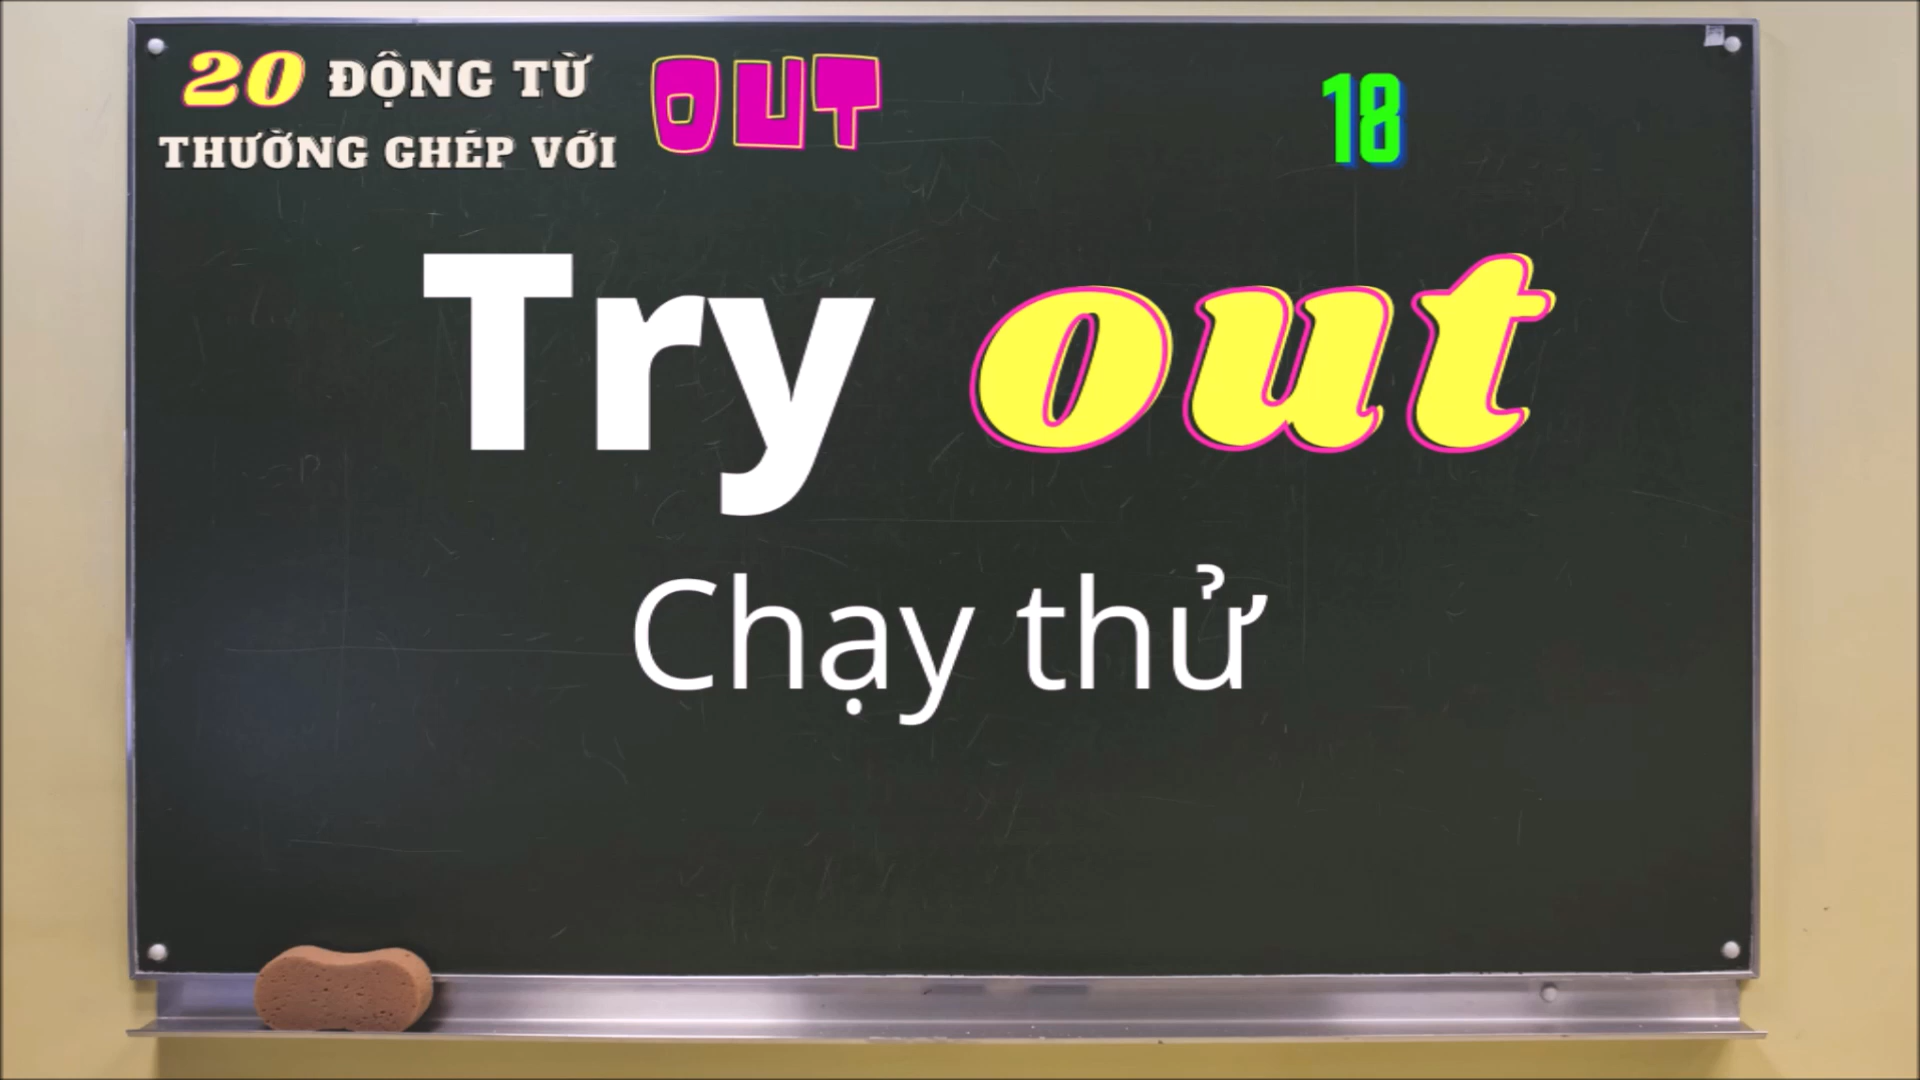 20 ĐỘNG TỪ
THƯỜNG GHÉP VỚI OUT
18
Try out
Chạy thử